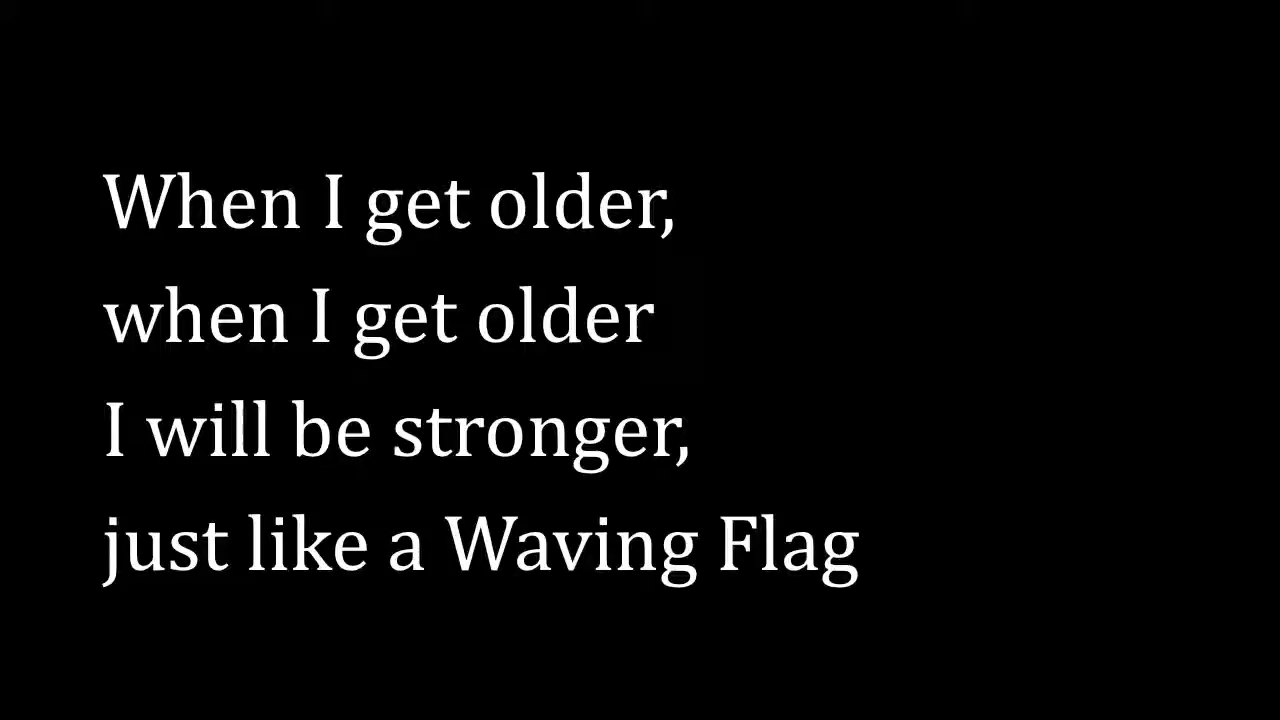 When I get older,
when I get older
I will be stronger,
just like a Waving Flag